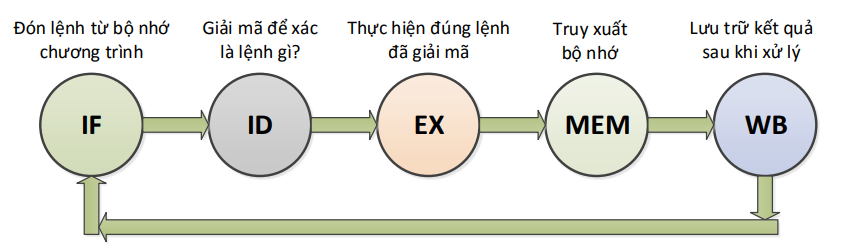 Đón lệnh từ bộ nhớ
chương trình
Giải mã để xác
là lệnh gì?
Thực hiện đúng lệnh
đã giải mã
Truy xuất
bộ nhớ
Lưu trữ kết quả
sau khi xử lý
IF
ID
EX
MEM
WB